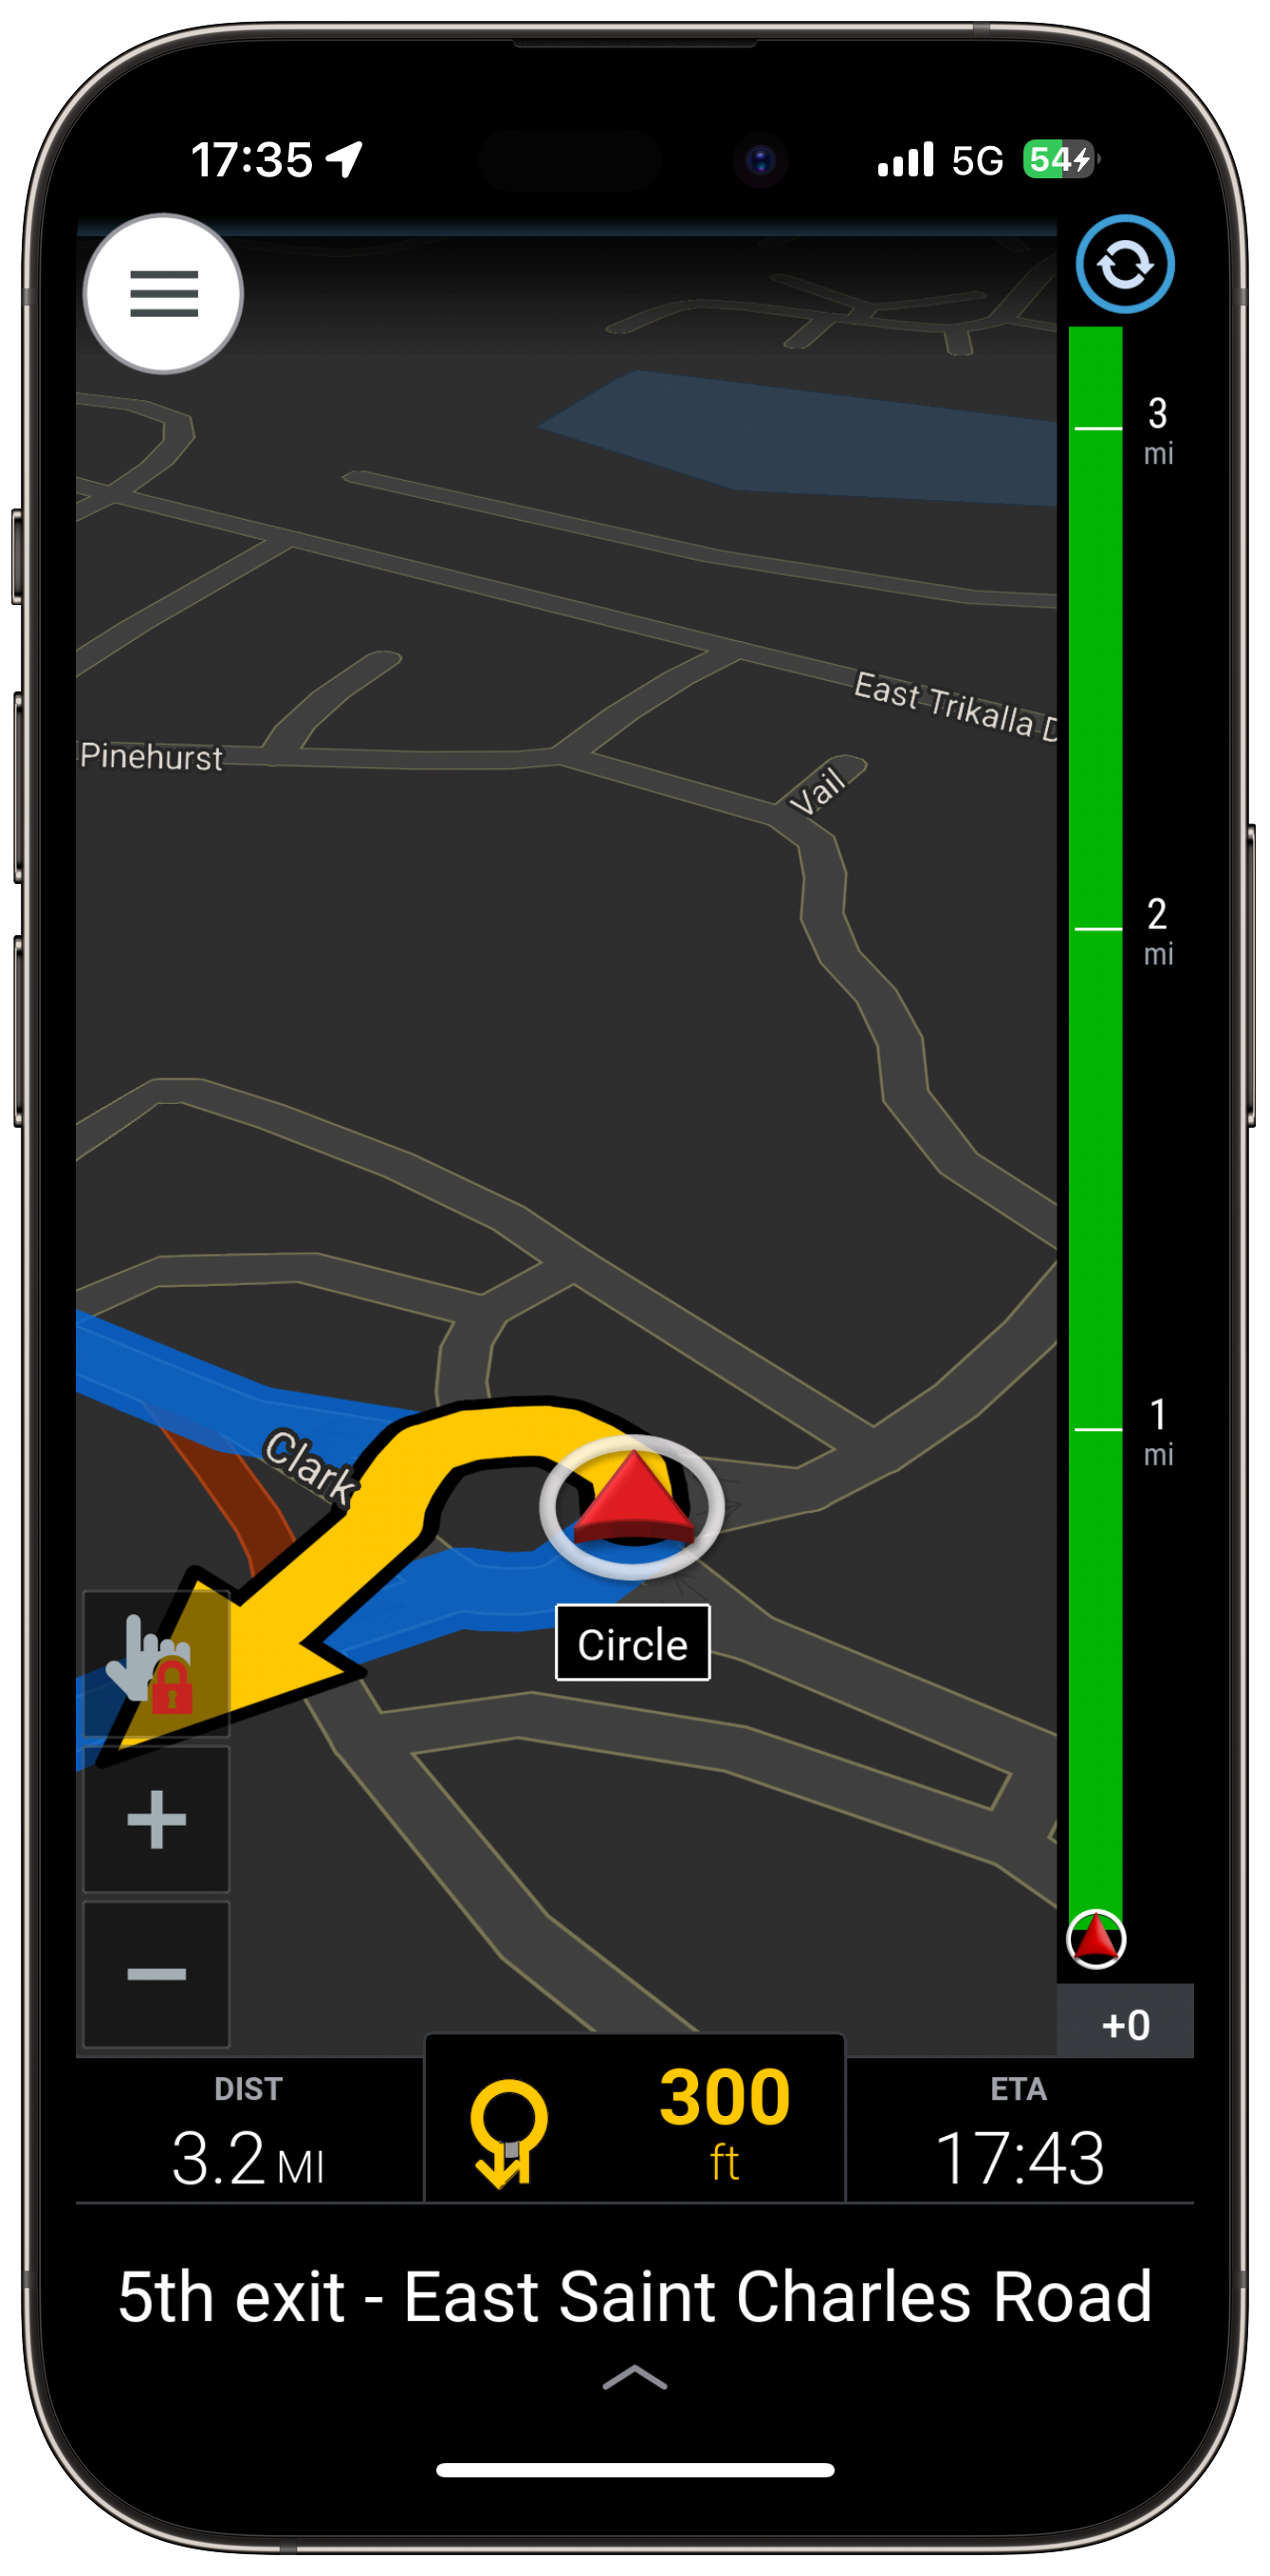 17:35
5G
54
3
mi
East Trikalla D
Pinehurst
Vail
2
mi
1
mi
Clark
Circle
+
−
+0
DIST
3.2 MI
300
ft
ETA
17:43
5th exit - East Saint Charles Road